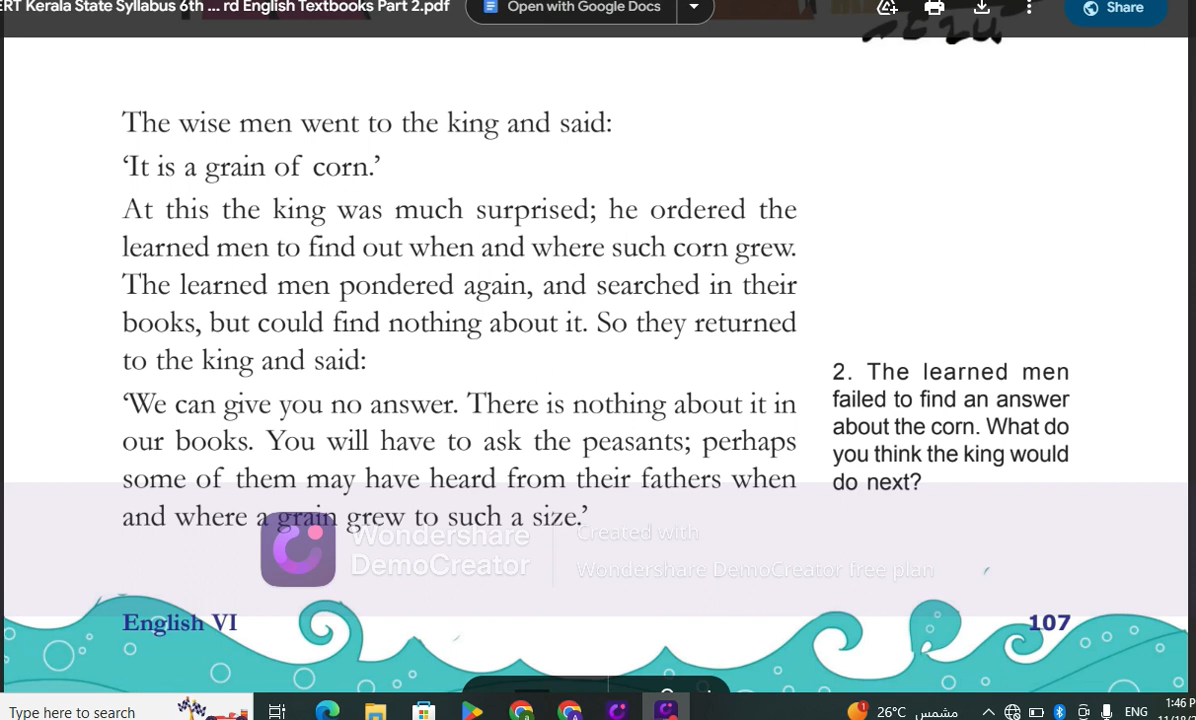 ERT Kerala State Syllabus 6th ... rd English Textbooks Part 2.pdf
Open with Google Docs
Share
The wise men went to the king and said:
‘It is a grain of corn.’
At this the king was much surprised; he ordered the
learned men to find out when and where such corn grew.
The learned men pondered again, and searched in their
books, but could find nothing about it. So they returned
to the king and said:
‘We can give you no answer. There is nothing about it in
our books. You will have to ask the peasants; perhaps
some of them may have heard from their fathers when
and where a grain grew to such a size.’
2. The learned men
failed to find an answer
about the corn. What do
you think the king would
do next?
Wondershare
DemoCreator
Created with
Wondershare DemoCreator free plan
English VI
107
Type here to search
26°C مشمس
ENG
1:46 P